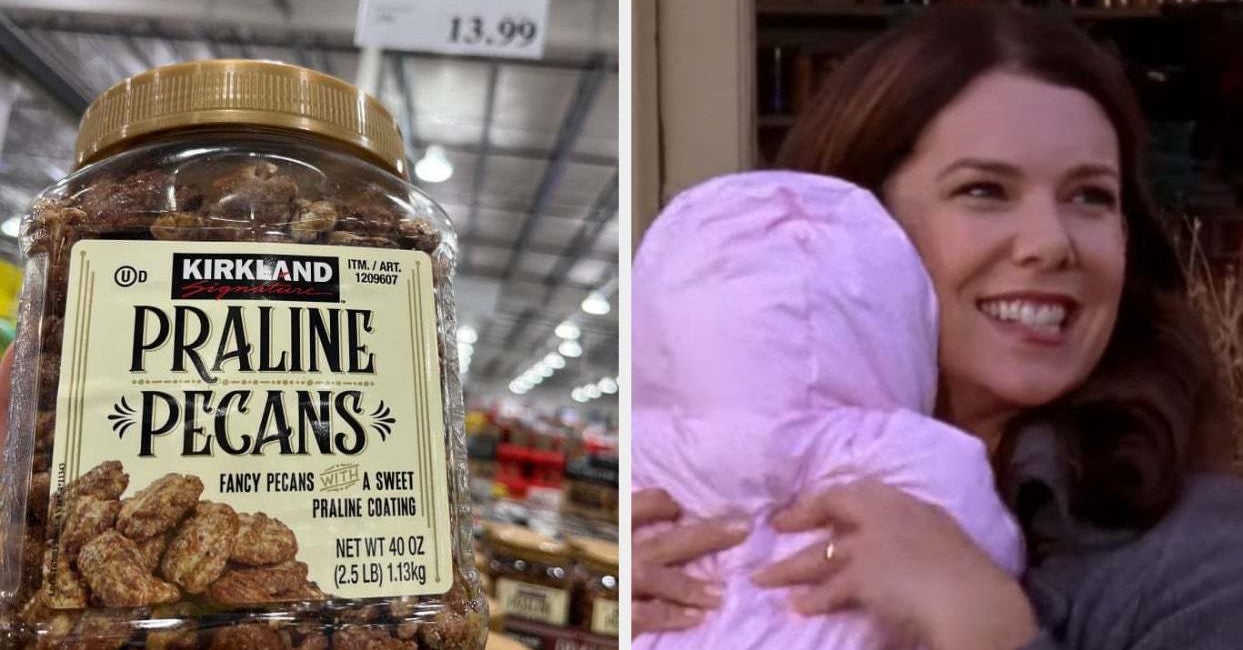 13.99
U D
KIRKLAND
Signature
ITM. / ART.
1209607
PRALINE
PECANS
FANCY PECANS WITH A SWEET
PRALINE COATING
NET WT 40 OZ
(2.5 LB) 1.13kg